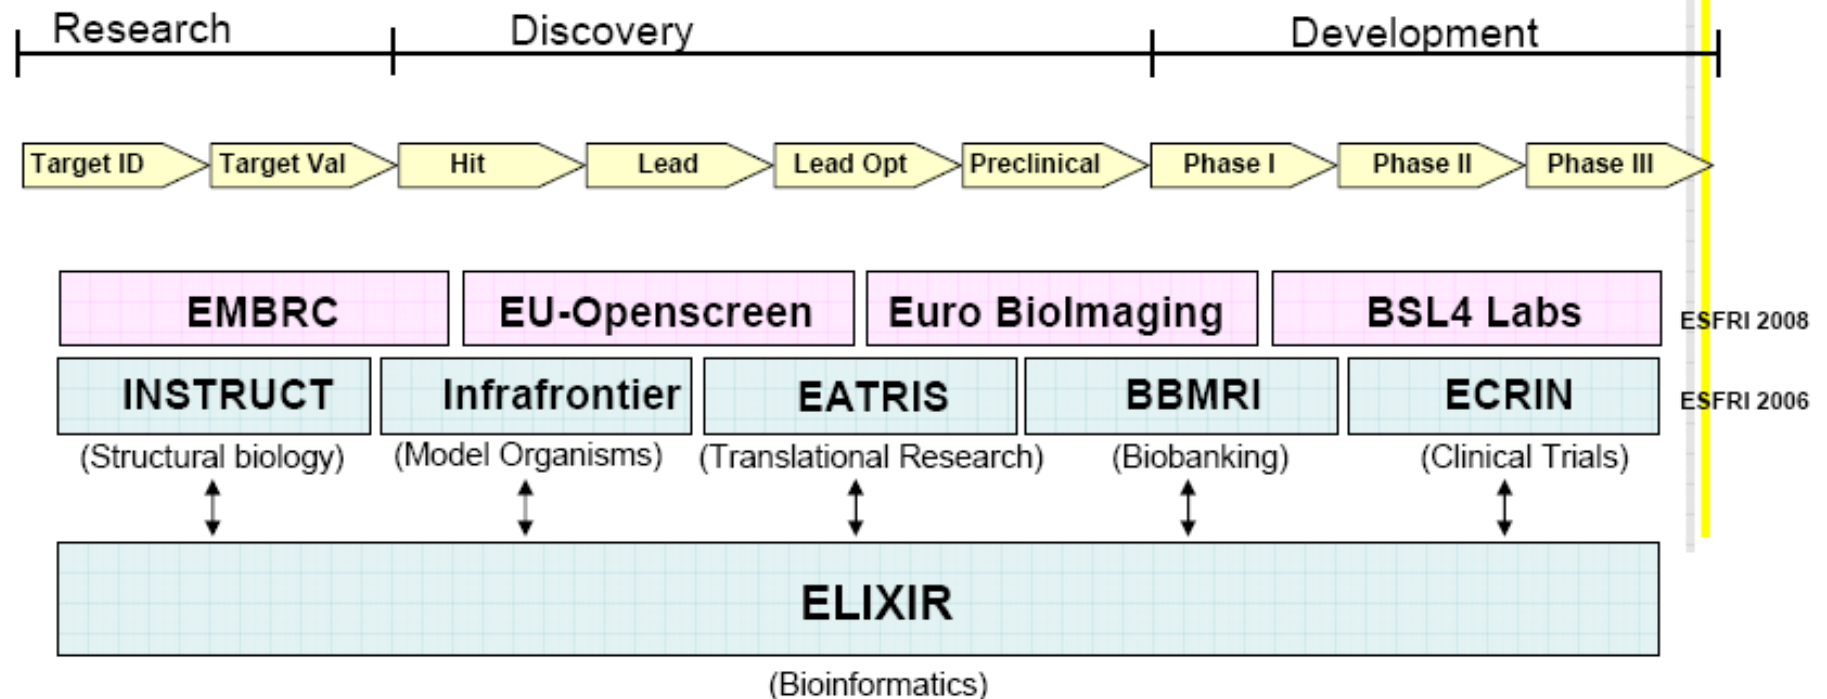 Research Discovery Development
Target ID Target Val Hit Lead Lead Opt Preclinical Phase I Phase II Phase III
EMBRC EU-Openscreen Euro BioImaging BSL4 Labs ESFRI 2008
INSTRUCT Infrafrontier EATRIS BBMRI ECRIN ESFRI 2006
(Structural biology) (Model Organisms) (Translational Research) (Biobanking) (Clinical Trials)
ELIXIR
(Bioinformatics)